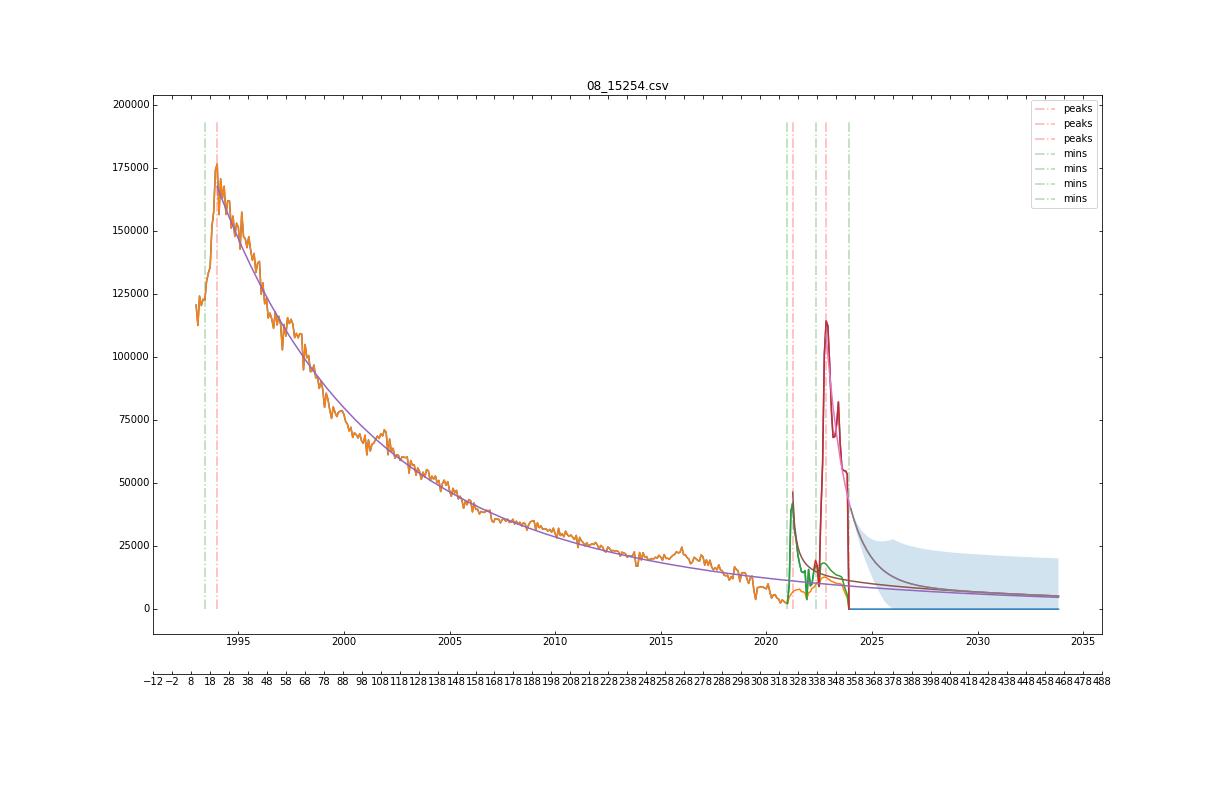 08_15254.csv
200000
175000
150000
125000
100000
75000
50000
25000
0
peaks
peaks
peaks
mins
mins
mins
mins
1995 2000 2005 2010 2015 2020 2025 2030 2035
−12 −2 8 18 28 38 48 58 68 78 88 98 108 118 128 138 148 158 168 178 188 198 208 218 228 238 248 258 268 278 288 298 308 318 328 338 348 358 368 378 388 398 408 418 428 438 448 458 468 478 488